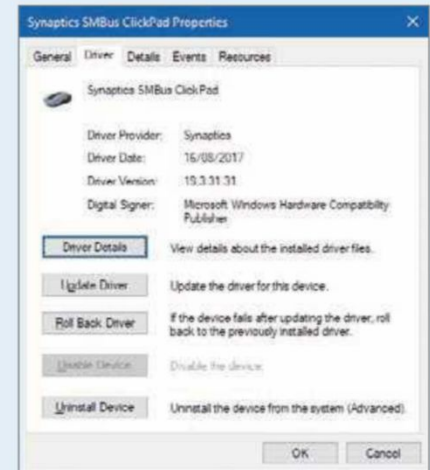 Synaptics SMBus ClickPad Properties
General Driver Details Events Resources
Synaptics SMBus ClickPad
Driver Provider: Synaptics
Driver Date: 16/08/2017
Driver Version: 19.3.31.31
Digital Signer: Microsoft Windows Hardware Compatibility
Publisher
Driver Details View details about the installed driver files.
Update Driver Update the driver for this device.
Roll Back Driver If the device fails after updating the driver, roll
back to the previously installed driver.
Disable Device Disable the device.
Uninstall Device Uninstall the device from the system (Advanced).
OK Cancel